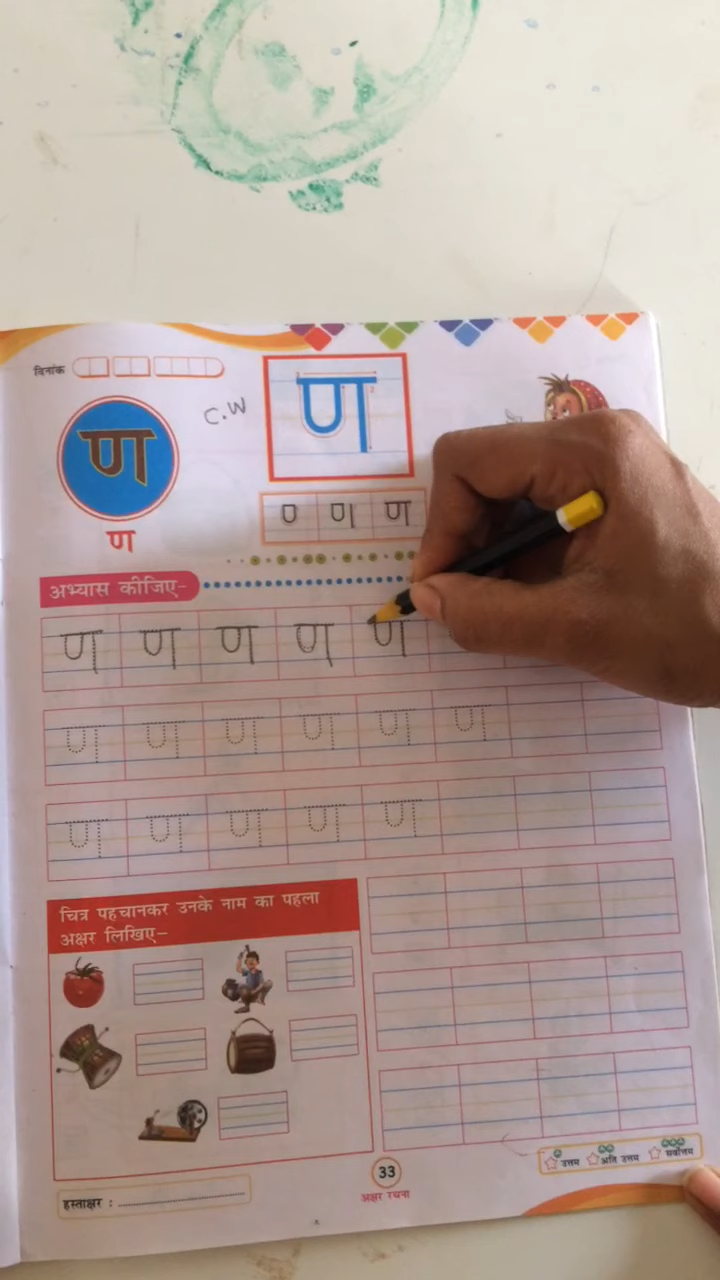 दिनांक
C.W
ण
ण
ण
ण ण
अभ्यास कीजिए-
ण ण ण ण ण
ण ण ण ण ण ण
ण ण ण ण ण
चित्र पहचानकर उनके नाम का पहला
अक्षर लिखिए-
उत्तम अति उत्तम सर्वोत्तम
हस्ताक्षर :
33
अक्षर रचना